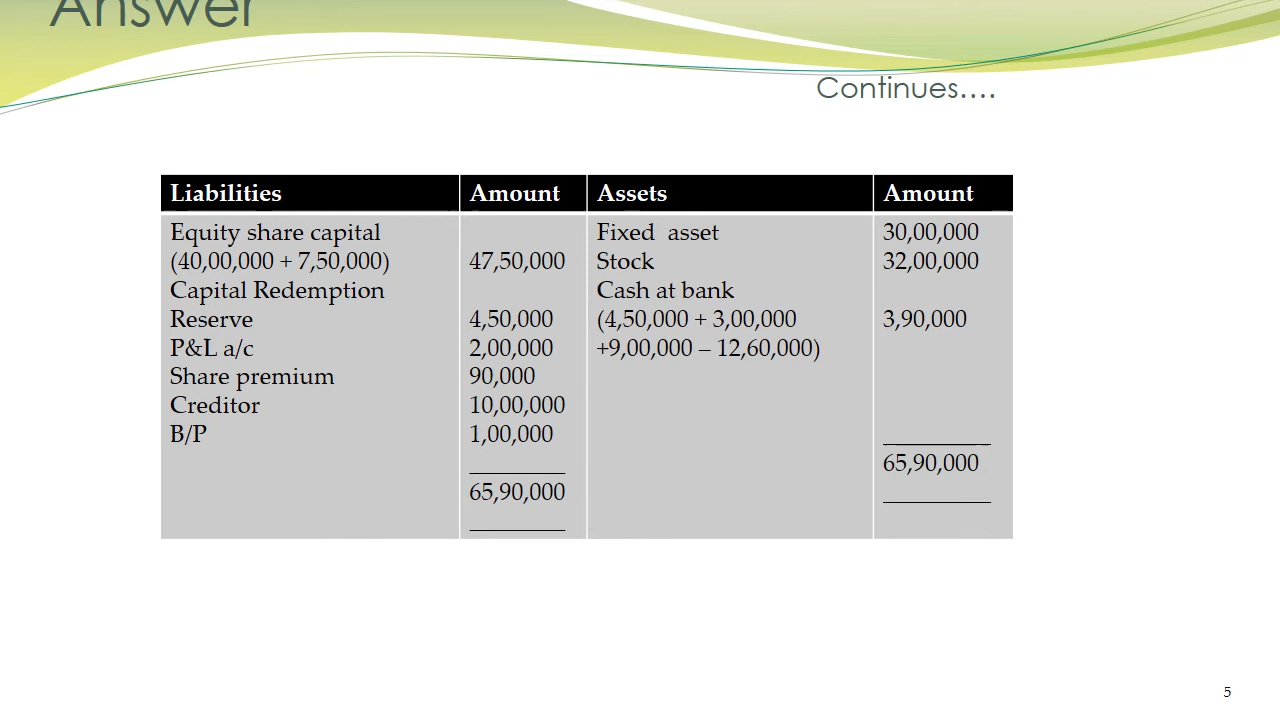 Answer
Continues....
Liabilities Amount Assets Amount
Equity share capital Fixed asset 30,00,000
(40,00,000 + 7,50,000) 47,50,000 Stock 32,00,000
Capital Redemption Cash at bank
Reserve 4,50,000 (4,50,000 + 3,00,000 3,90,000
P&L a/c 2,00,000 +9,00,000 – 12,60,000)
Share premium 90,000
Creditor 10,00,000
B/P 1,00,000
65,90,000
65,90,000
5